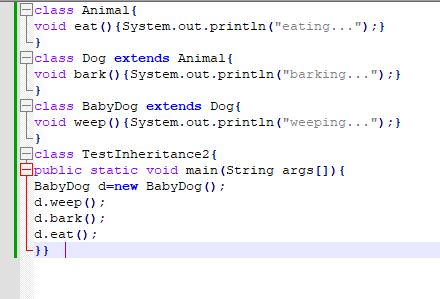 class Animal{
void eat(){System.out.println("eating...");}
}
class Dog extends Animal{
void bark(){System.out.println("barking...");}
}
class BabyDog extends Dog{
void weep(){System.out.println("weeping...");}
}
class TestInheritance2{
public static void main(String args[]){
BabyDog d=new BabyDog();
d.weep();
d.bark();
d.eat();
}}